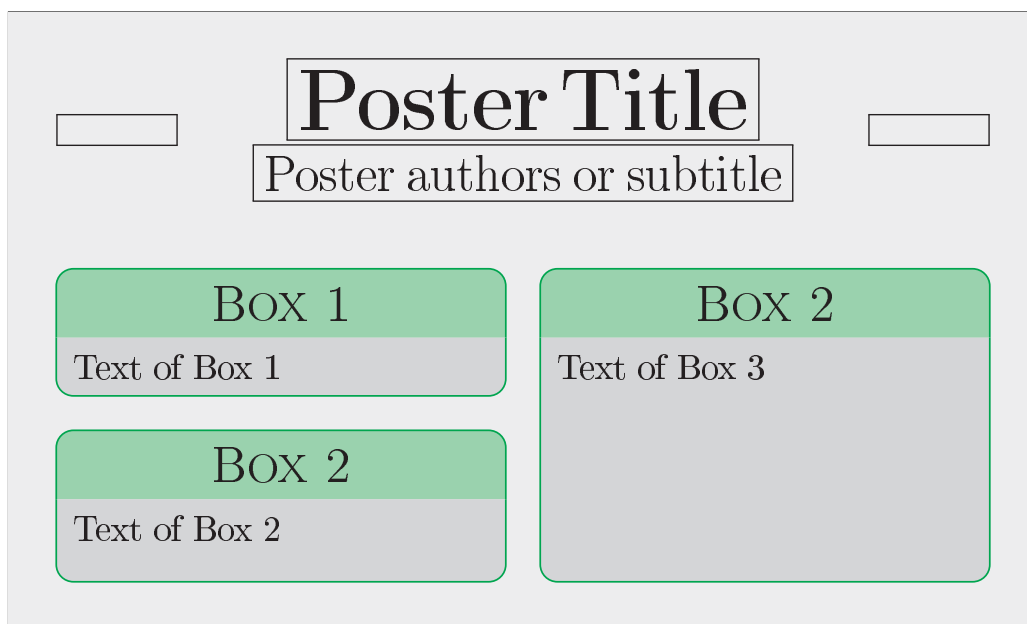 Poster Title
Poster authors or subtitle
Box 1
Text of Box 1
Box 2
Text of Box 2
Box 2
Text of Box 3